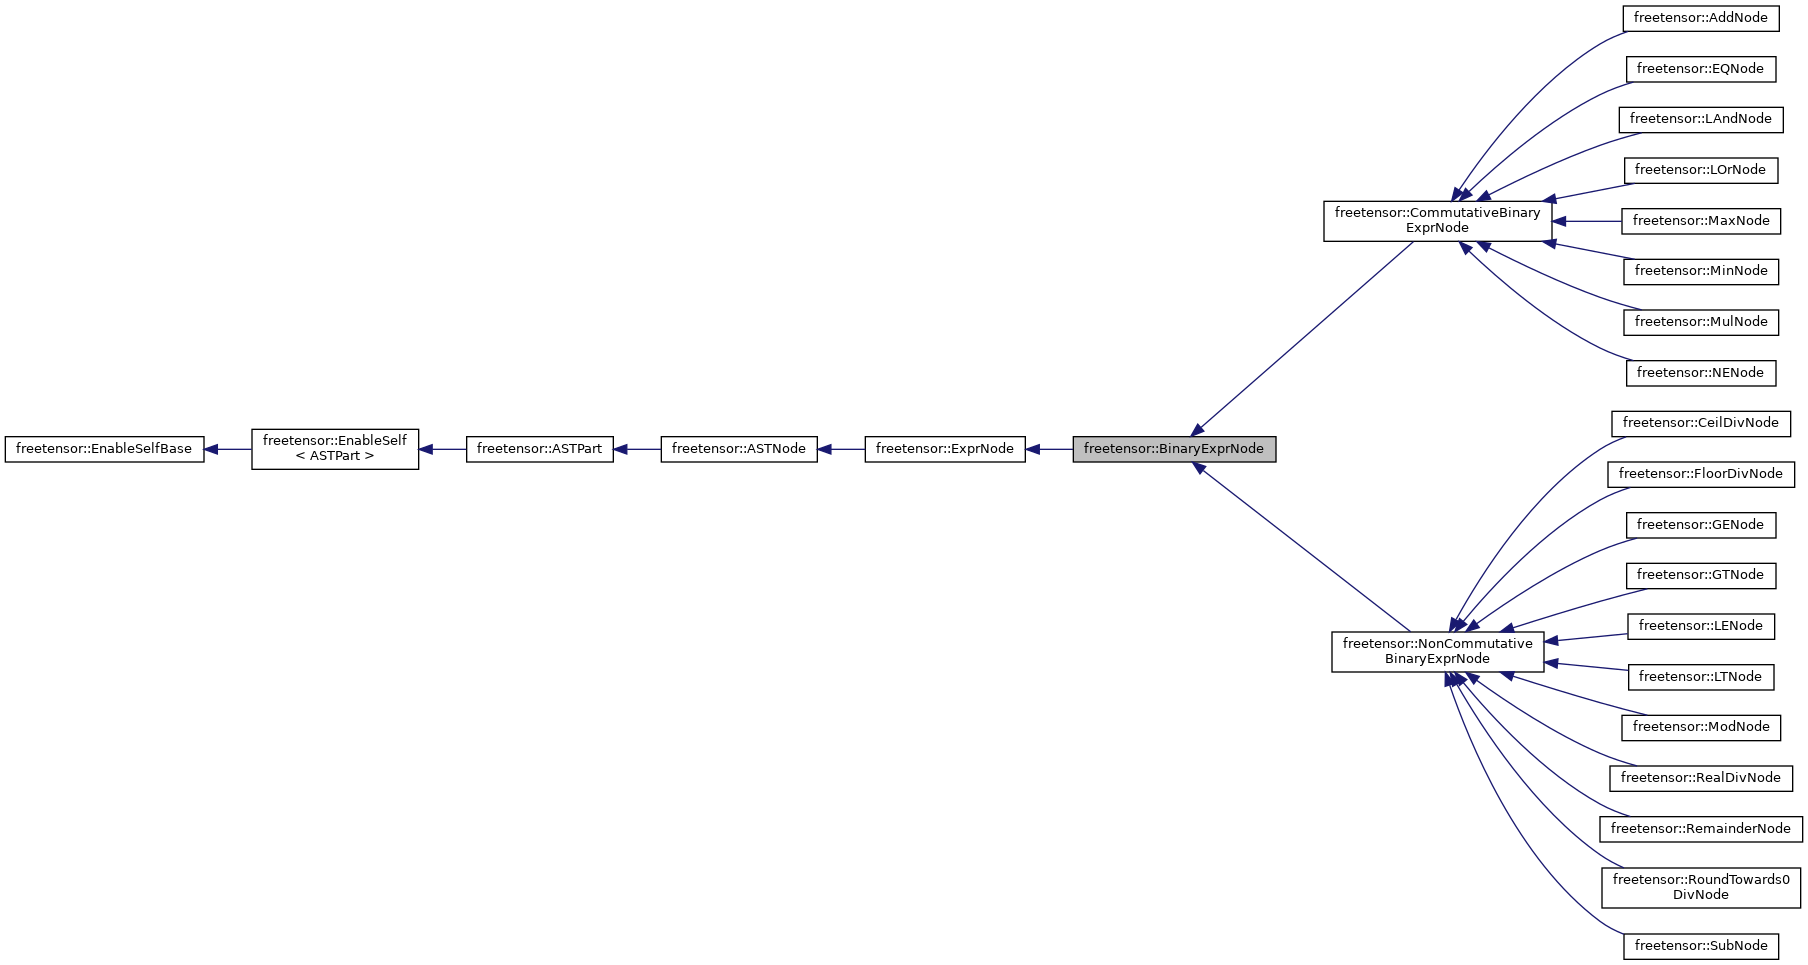 freetensor::AddNode
freetensor::EQNode
freetensor::LAndNode
freetensor::LOrNode
freetensor::CommutativeBinary
ExprNode
freetensor::MaxNode
freetensor::MinNode
freetensor::MulNode
freetensor::NENode
freetensor::CeilDivNode
freetensor::EnableSelfBase
freetensor::EnableSelf
< ASTPart >
freetensor::ASTPart
freetensor::ASTNode
freetensor::ExprNode
freetensor::BinaryExprNode
freetensor::FloorDivNode
freetensor::GENode
freetensor::GTNode
freetensor::LENode
freetensor::NonCommutative
BinaryExprNode
freetensor::LTNode
freetensor::ModNode
freetensor::RealDivNode
freetensor::RemainderNode
freetensor::RoundTowards0
DivNode
freetensor::SubNode